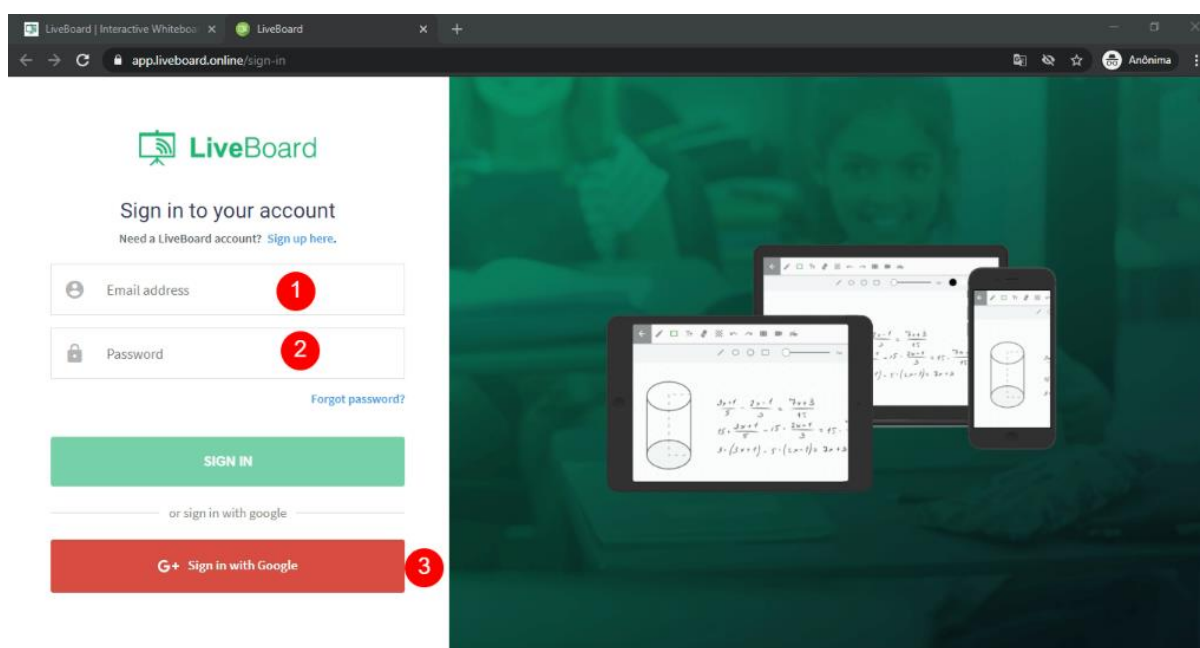 LiveBoard | Interactive Whiteboa
LiveBoard
app.liveboard.online/sign-in
Anônima
LiveBoard
Sign in to your account
Need a LiveBoard account? Sign up here.
Email address
1
Password
2
Forgot password?
SIGN IN
or sign in with google
G+ Sign in with Google
3